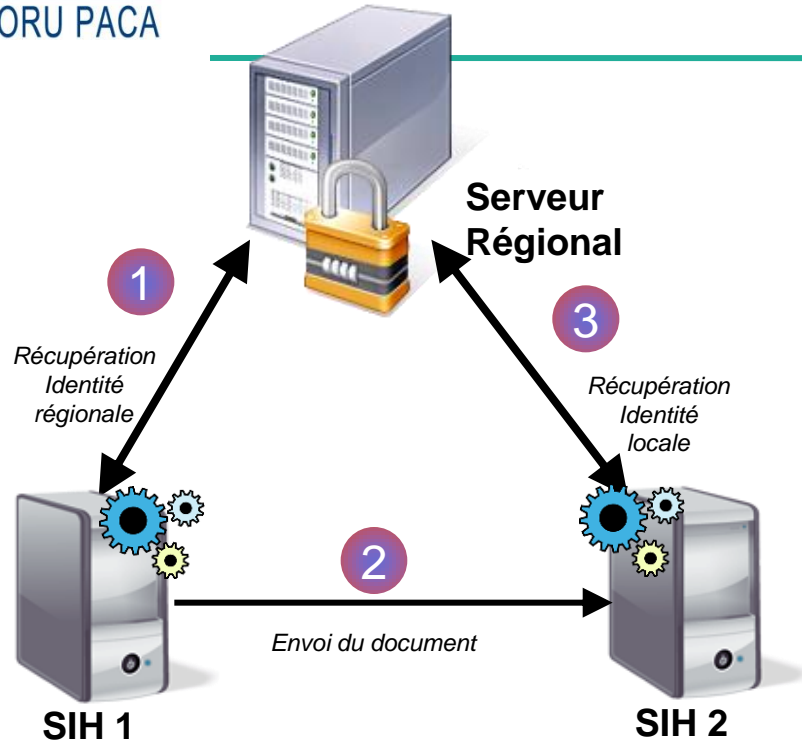 ORU PACA
Serveur
Régional
1
Récupération
Identité
régionale
3
Récupération
Identité
locale
2
Envoi du document
SIH 1
SIH 2